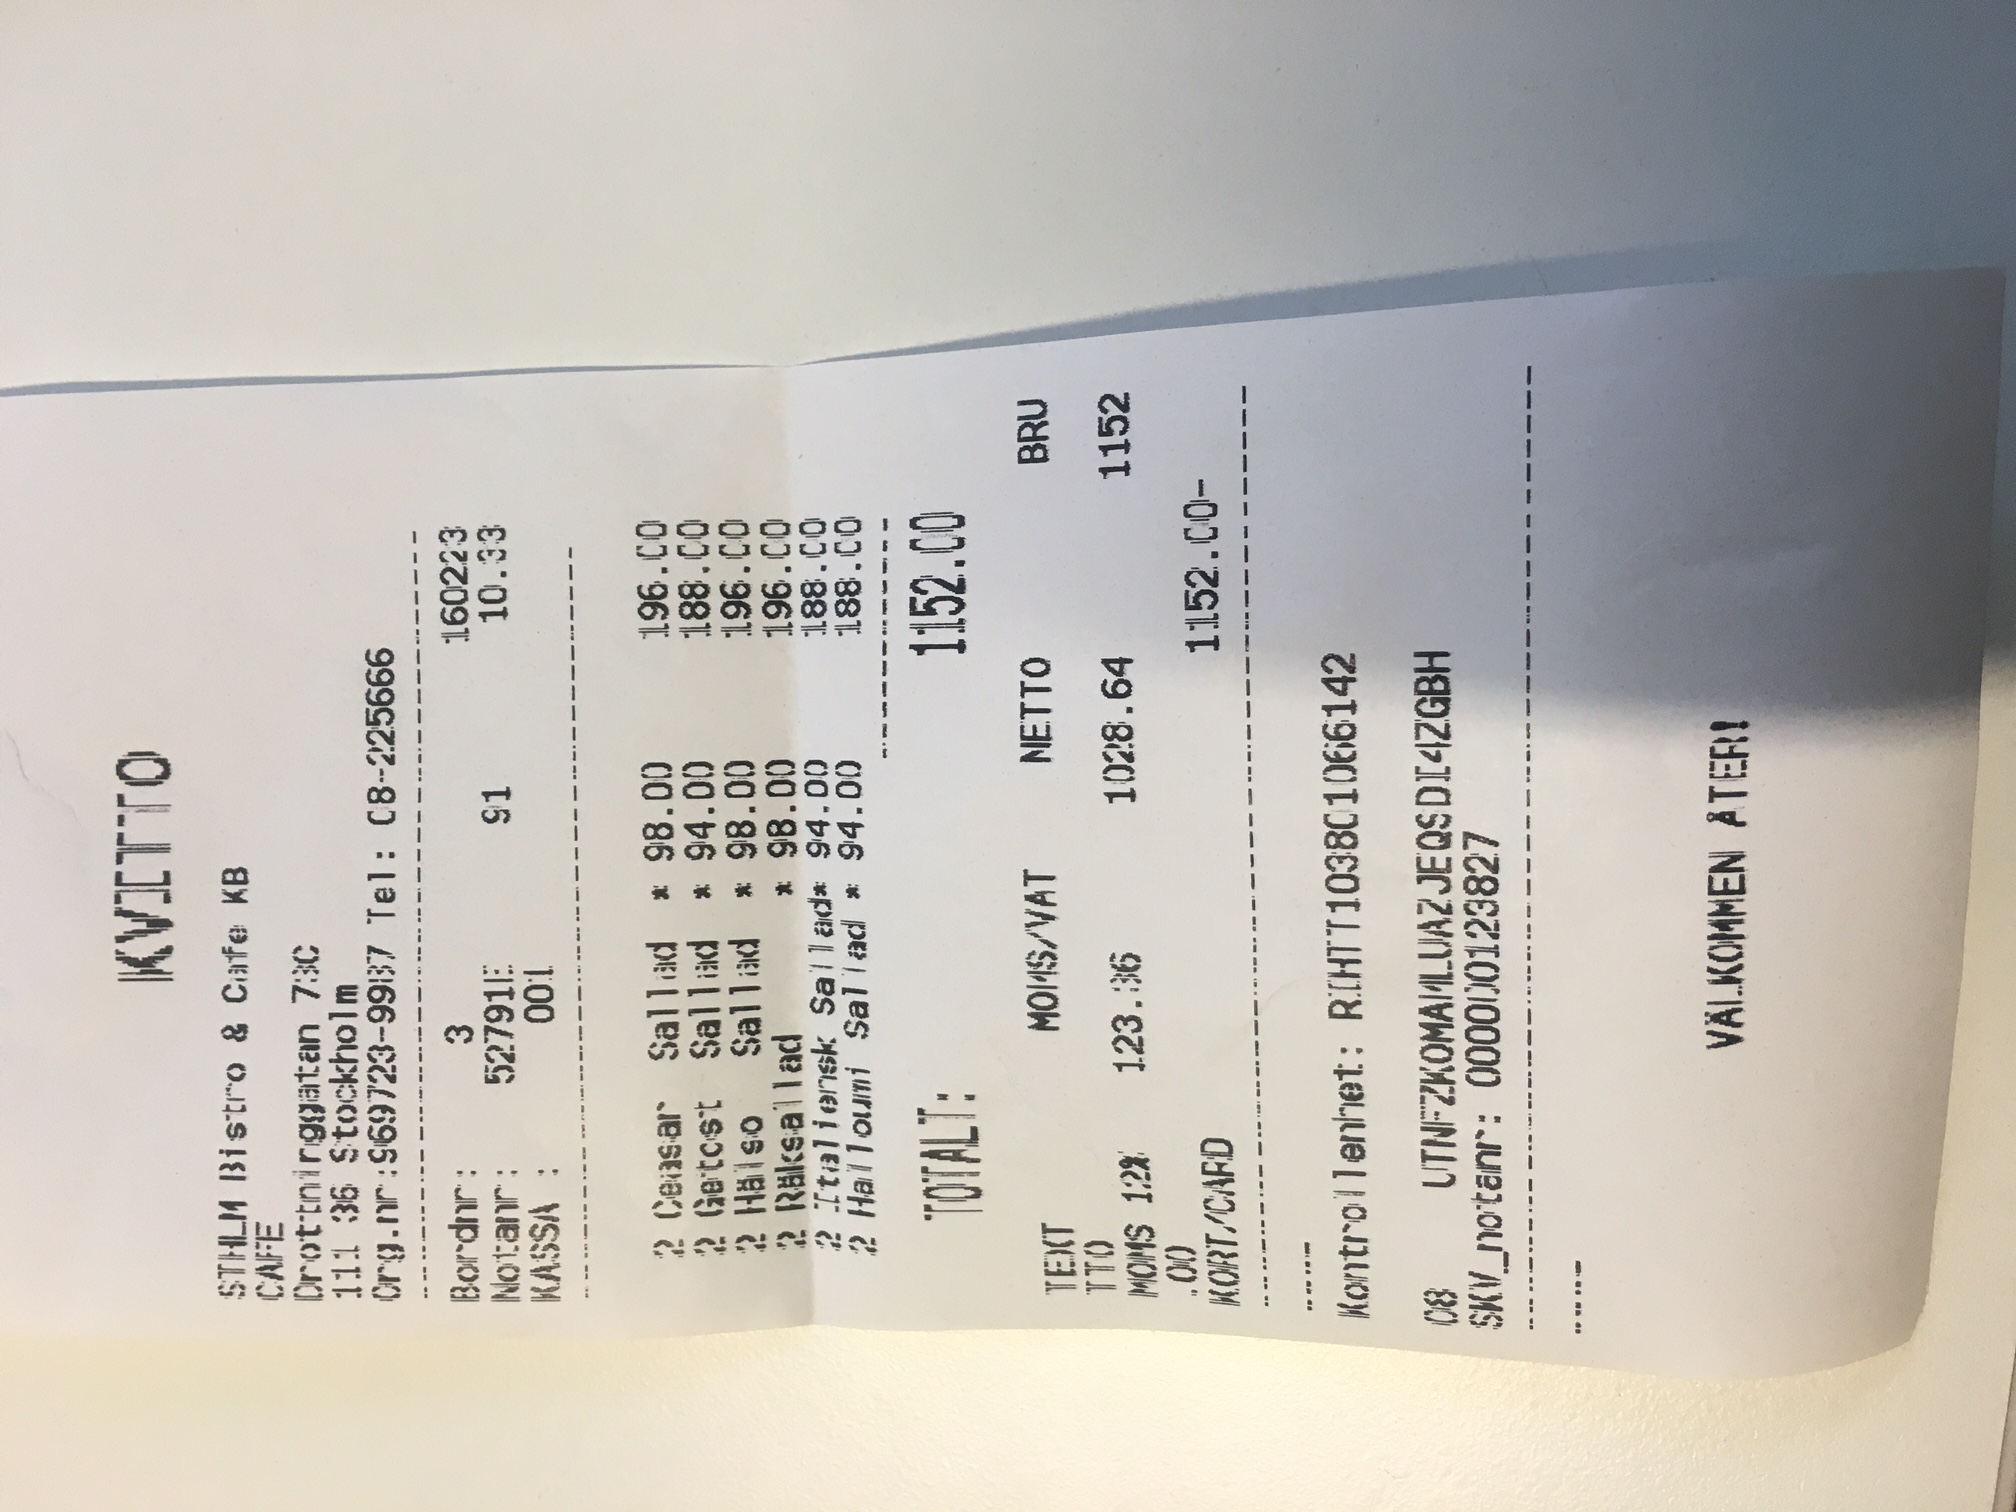 KVITTO
STHLM Bistro & Cafe KB
CAFE
Drottninggatan 73C
111 36 Stockholm
Org.nr:969723-9987 Tel: 08-225666
Bordnr: 3 160223
Notanr: 91 10.33
KASSA : 001
2 Ceasar Sallad * 98.00 196.00
2 Getost Sallad * 94.00 188.00
2 Hälso Sallad * 98.00 196.00
2 Räksallad * 98.00 196.00
2 Italiensk Sallad* 94.00 188.00
2 Halloumi Sallad * 94.00 188.00
TOTALT: 1152.00
TEXT MOMS/VAT NETTO BRU
TTO
MOMS 12% 123.36 1028.64 1152
.00
KORT/CARD 1152.00-
Kontrollenhet: RIHTT103801066142
08 UTNFZKOMAMLUAZJEQSDI4ZGBH
SKV_notanr: 000000123827
VÄLKOMMEN ÅTER!